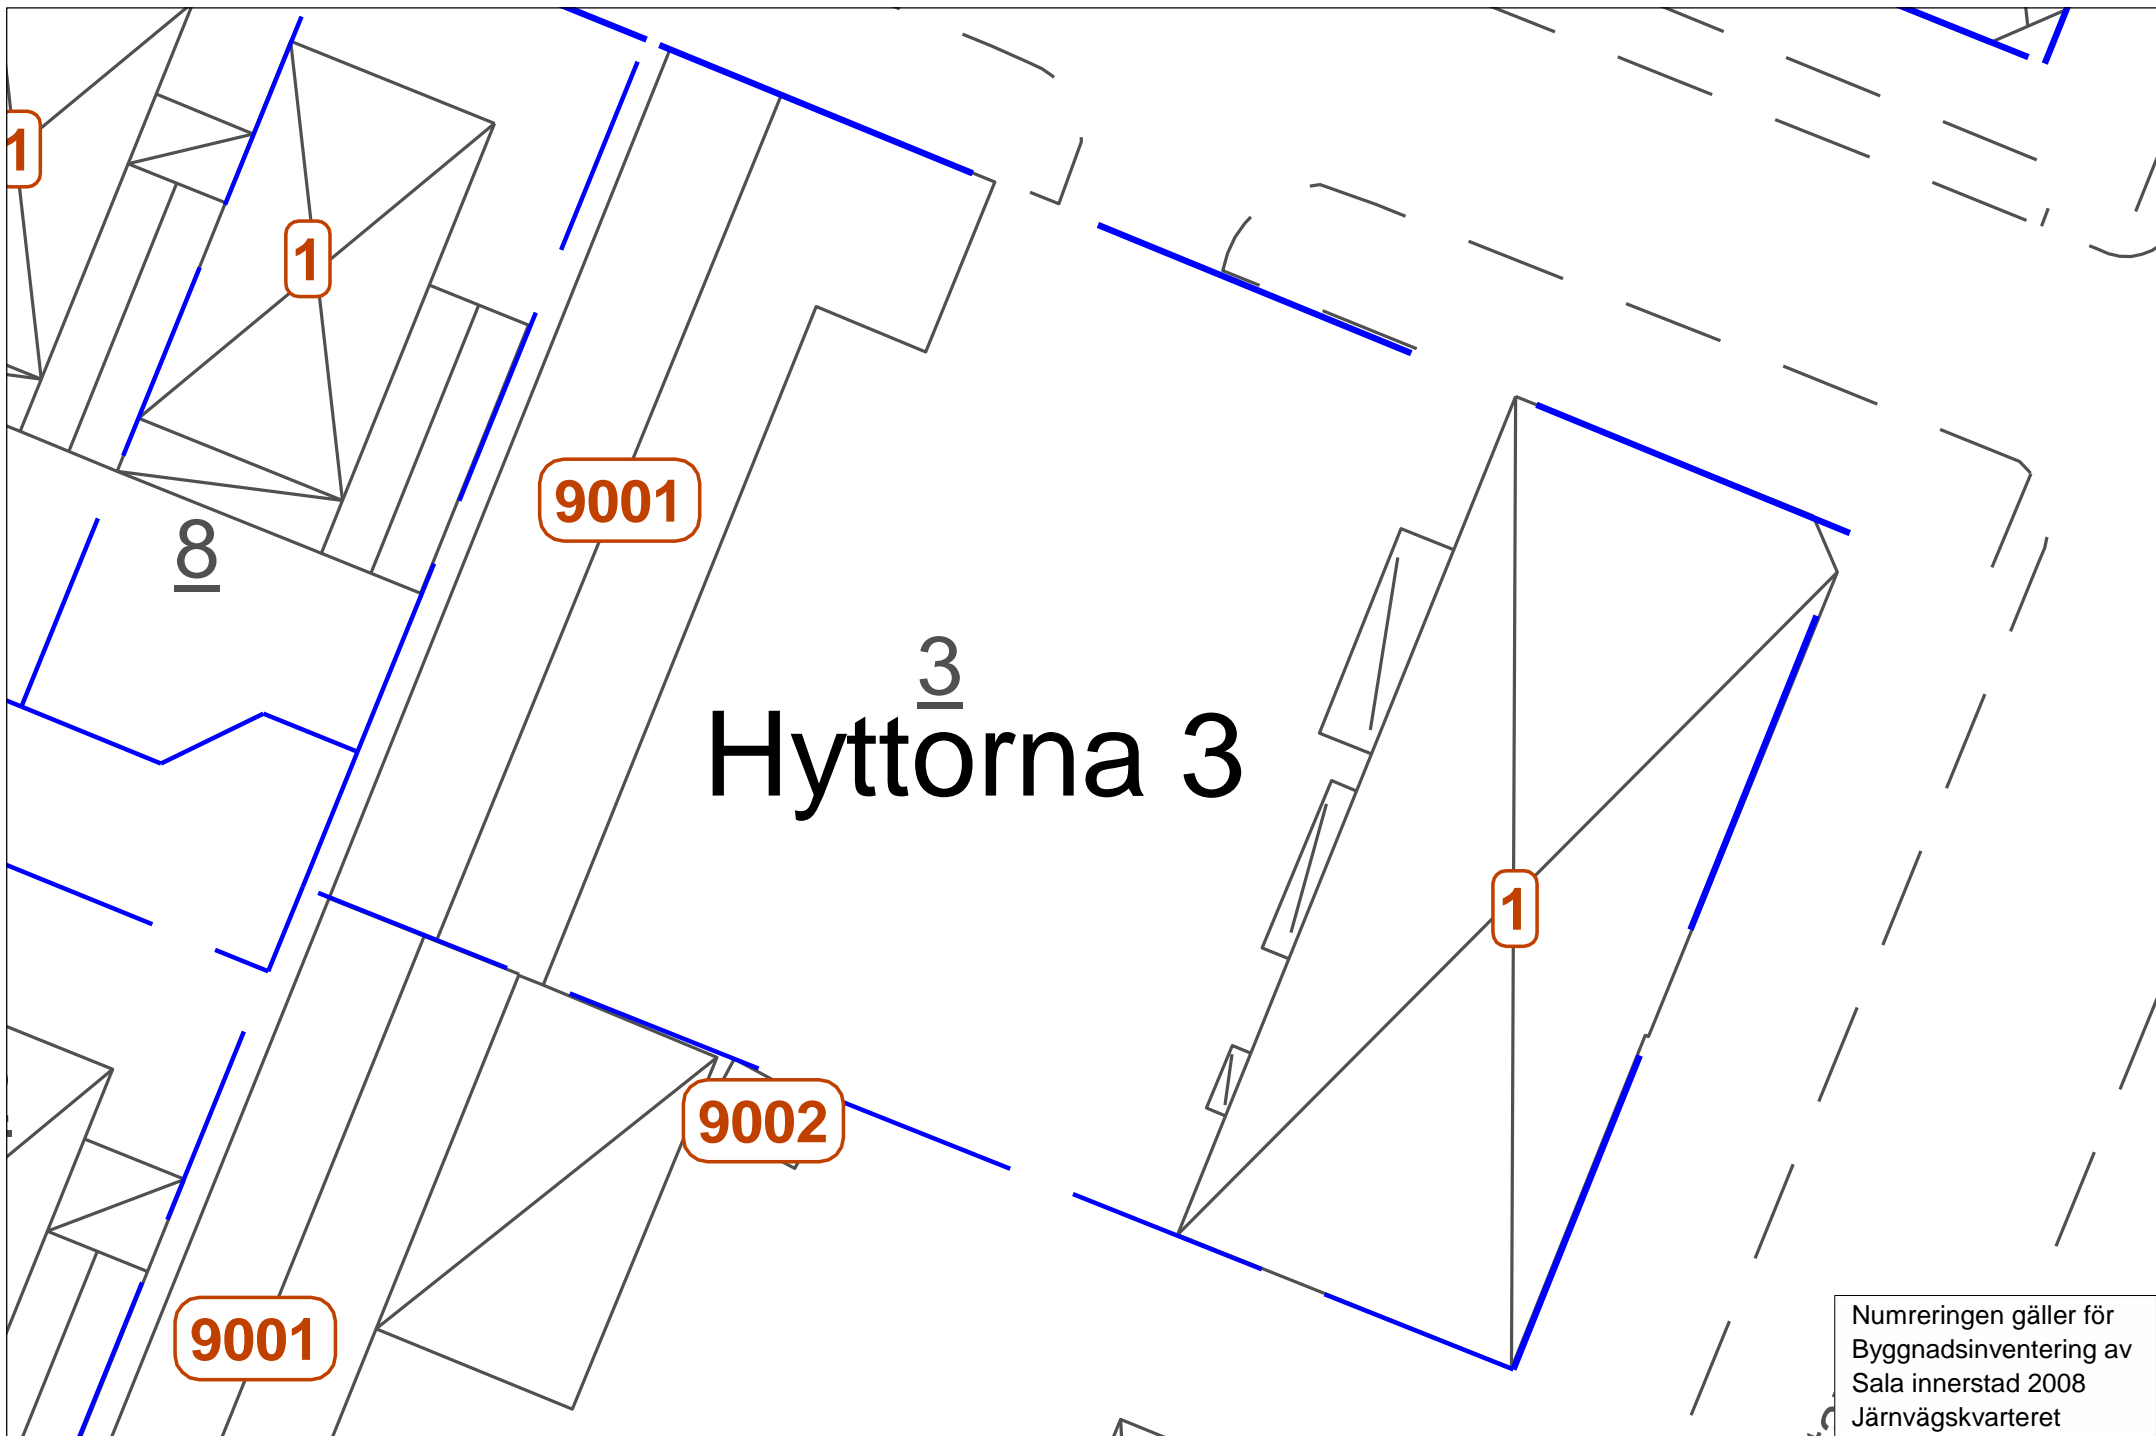 1
1
9001
8
3
Hyttorna 3
1
9002
9001
Numreringen gäller för
Byggnadsinventering av
Sala innerstad 2008
Järnvägskvarteret